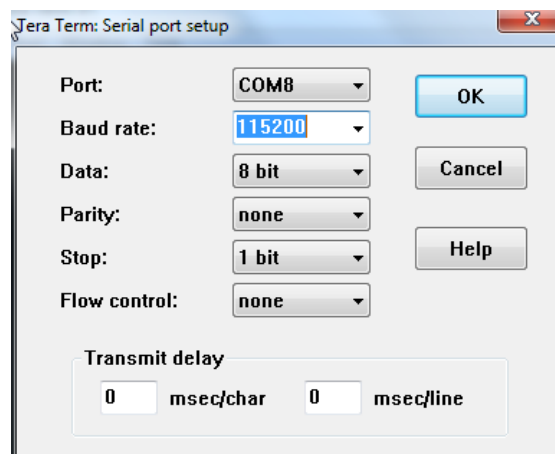 Tera Term: Serial port setup
Port: COM8 OK
Baud rate: 115200
Data: 8 bit Cancel
Parity: none
Stop: 1 bit Help
Flow control: none
Transmit delay
0 msec/char 0 msec/line